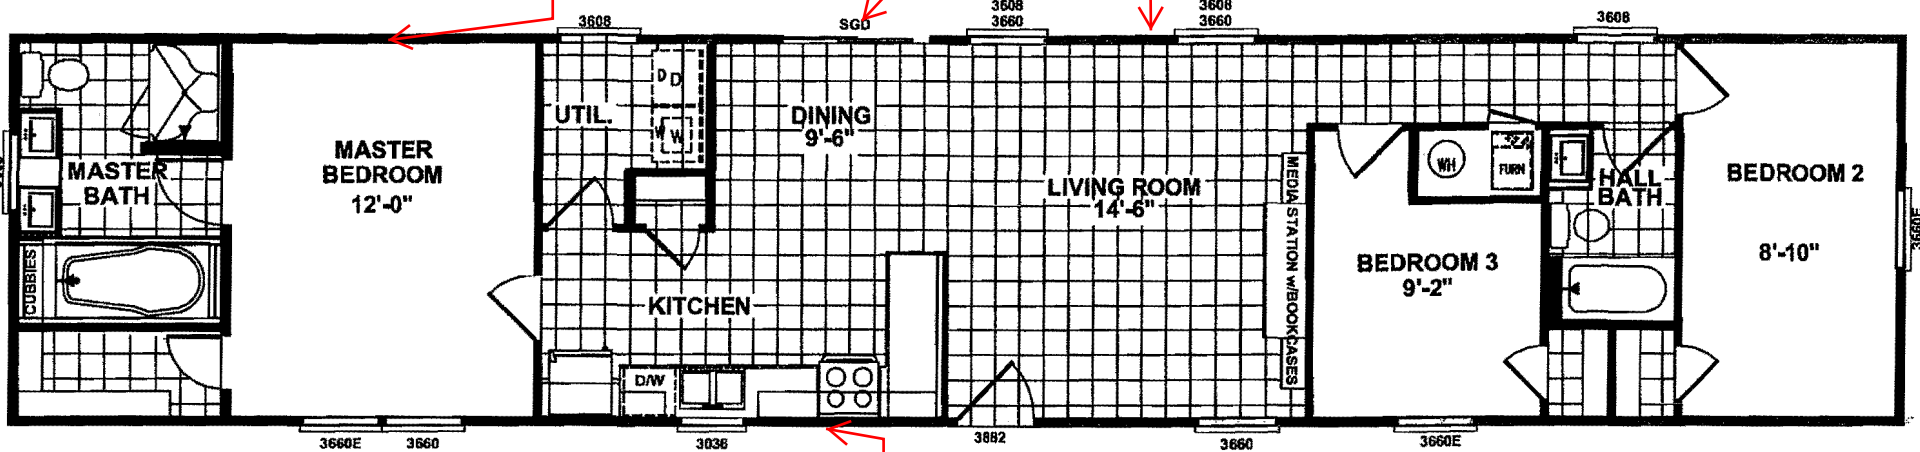 3608
SGD
3608
3660
3608
3660
3608
D D
W W
UTIL.
DINING
9'-6"
MASTER
BEDROOM
12'-0"
MASTER
BATH
CUBBIES
KITCHEN
D/W
LIVING ROOM
14'-6"
MEDIA STATION w/BOOKCASES
WH
FURN
HALL
BATH
BEDROOM 2
8'-10"
BEDROOM 3
9'-2"
3660E
3660E
3660
3036
3882
3660
3660E